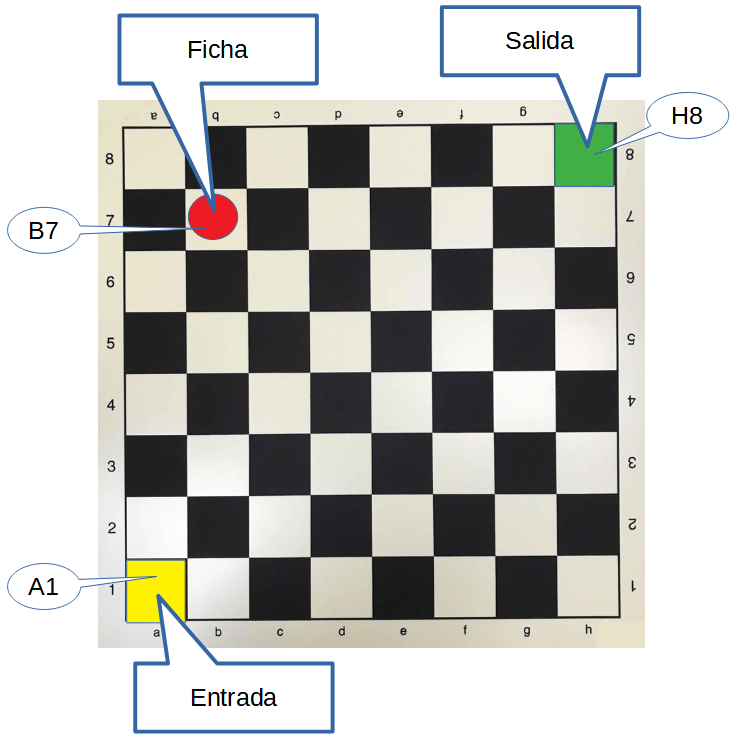 Ficha
Salida
H8
a b c d e f g
8 8
B7
7 7
6 6
5 5
4 4
3 3
2 2
A1
1 1
a b c d e f g h
Entrada